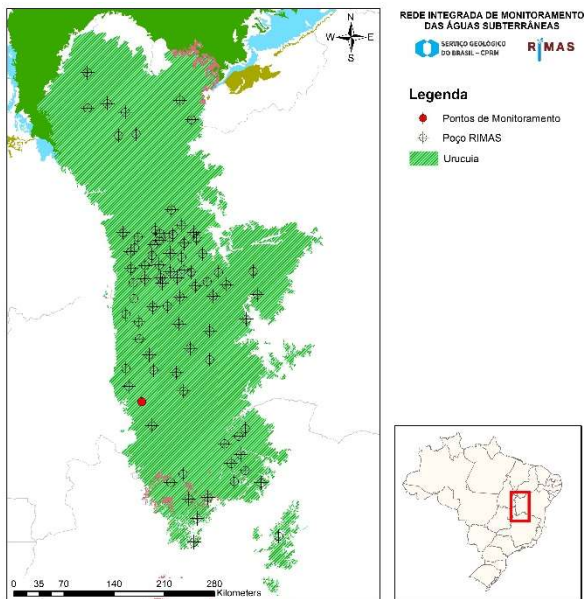 REDE INTEGRADA DE MONITORAMENTO
DAS ÁGUAS SUBTERRÂNEAS
SERVIÇO GEOLÓGICO
DO BRASIL – CPRM
RIMAS
N
W E
S
Legenda
Pontos de Monitoramento
Poço RIMAS
Urucuia
0 35 70 140 210 280
Kilometers